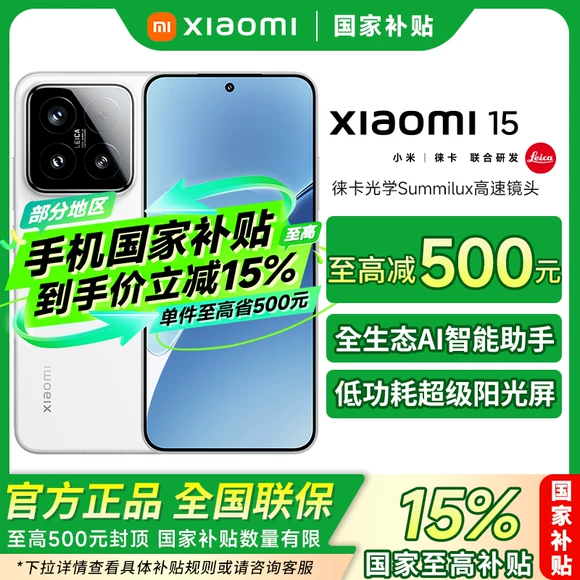 xiaomi 国家补贴
LEICA
xiaomi 15
小米 | 徕卡 联合研发 Leica
徕卡光学Summilux高速镜头
部分地区
手机国家补贴
至高
到手价立减15%
单件至高省500元
至高减500元
全生态AI智能助手
低功耗超级阳光屏
xiaomi
官方正品 全国联保
至高500元封顶 国家补贴数量有限
*下拉详情查看具体补贴规则或请咨询客服
15%
国家至高补贴
国家补贴